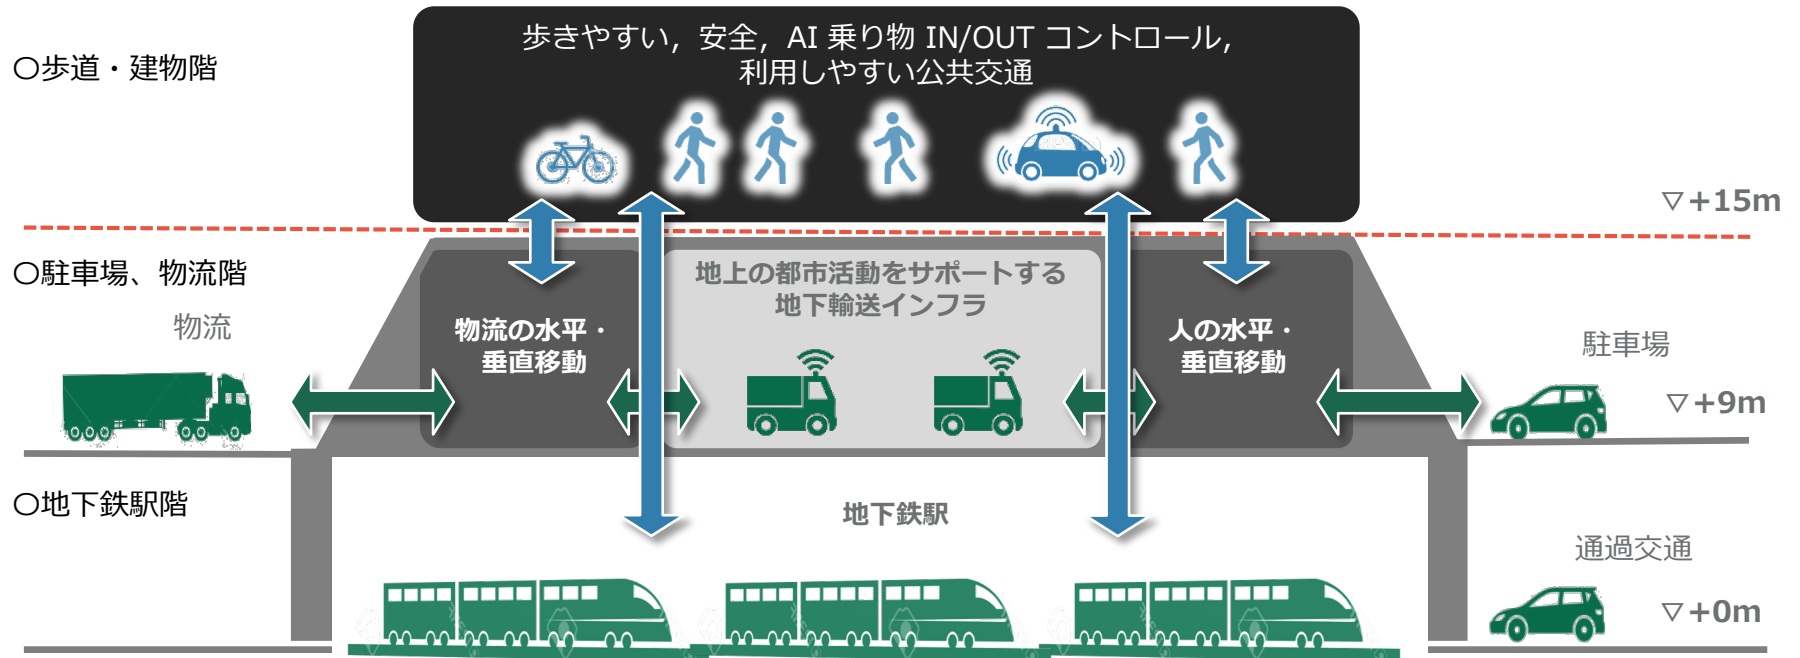 歩きやすい，安全，AI 乗り物 IN/OUT コントロール，
利用しやすい公共交通
〇歩道・建物階
▽+15m
〇駐車場、物流階
地上の都市活動をサポートする
地下輸送インフラ
物流
物流の水平・
垂直移動
人の水平・
垂直移動
駐車場
▽+9m
〇地下鉄駅階
地下鉄駅
通過交通
▽+0m